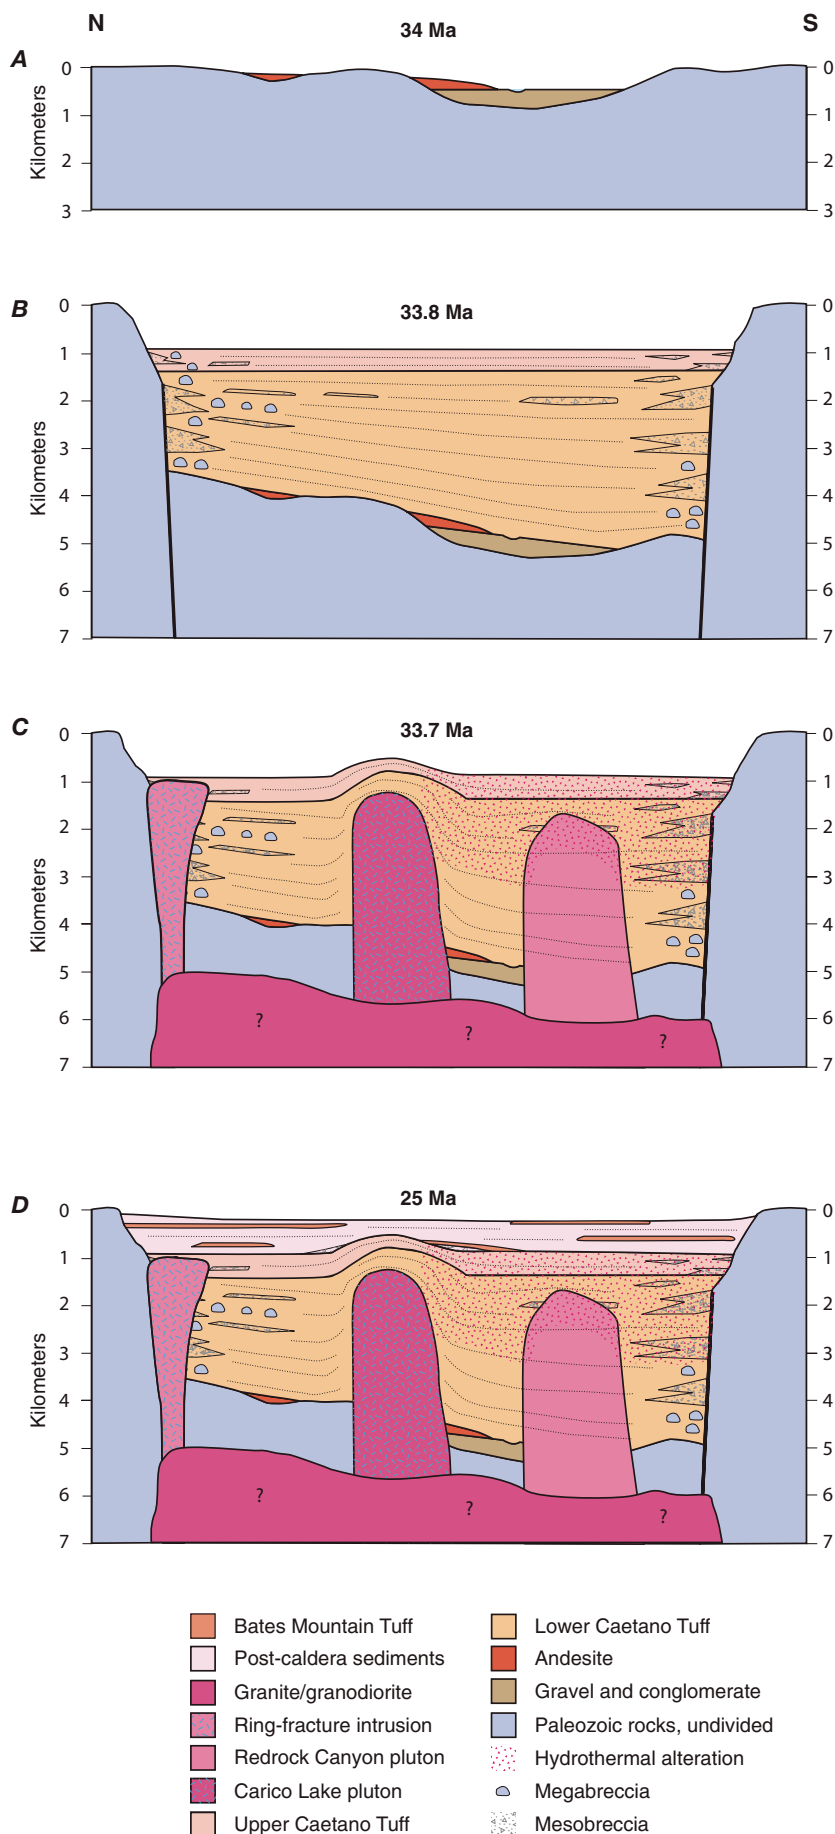 N S
34 Ma
A
0 0
1 1
2 2
3 3
Kilometers
33.8 Ma
B
0 0
1 1
2 2
3 3
4 4
5 5
6 6
7 7
Kilometers
33.7 Ma
C
0 0
1 1
2 2
3 3
4 4
5 5
6 6
7 7
Kilometers
? ? ?
25 Ma
D
0 0
1 1
2 2
3 3
4 4
5 5
6 6
7 7
Kilometers
? ? ?
Bates Mountain Tuff
Post-caldera sediments
Granite/granodiorite
Ring-fracture intrusion
Redrock Canyon pluton
Carico Lake pluton
Upper Caetano Tuff
Lower Caetano Tuff
Andesite
Gravel and conglomerate
Paleozoic rocks, undivided
Hydrothermal alteration
Megabreccia
Mesobreccia